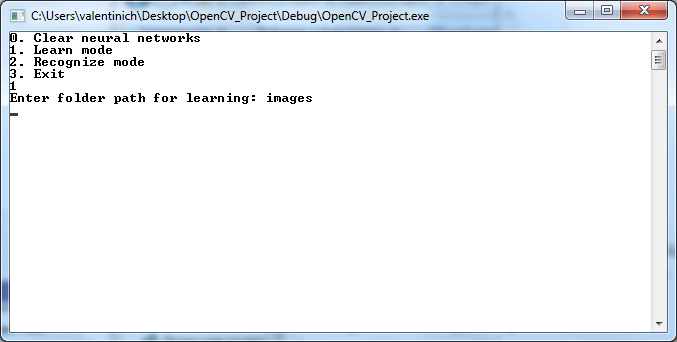 C:\Users\valentinich\Desktop\OpenCV_Project\Debug\OpenCV_Project.exe
0. Clear neural networks
1. Learn mode
2. Recognize mode
3. Exit
1
Enter folder path for learning: images